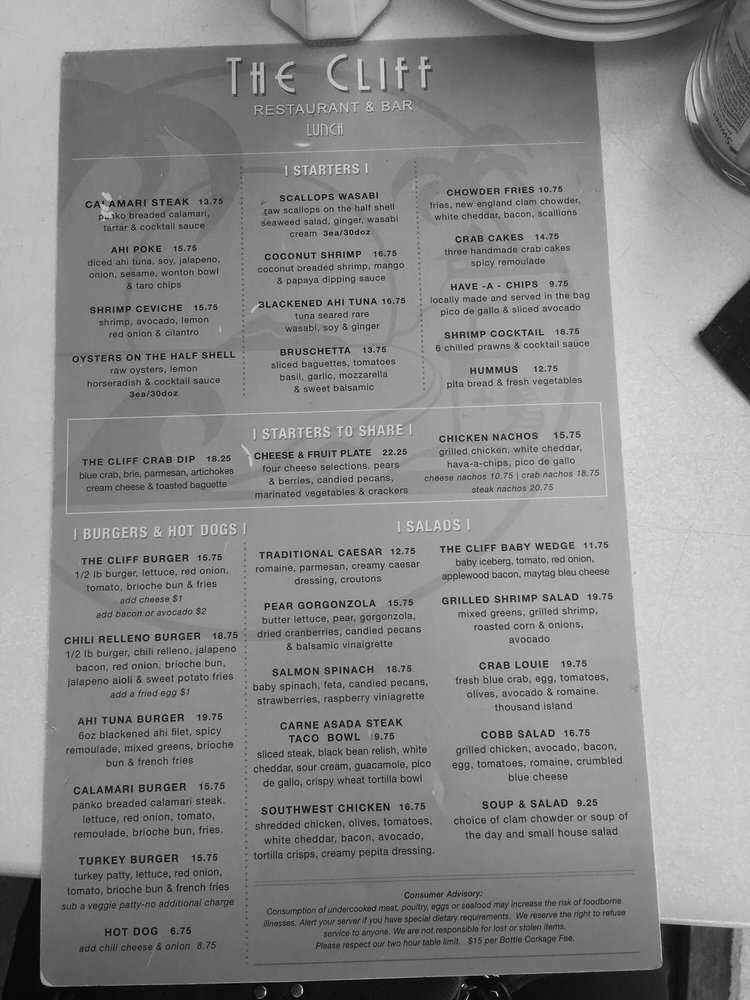 THE CLIFF
RESTAURANT & BAR
LUNCH
| STARTERS |
CALAMARI STEAK 13.75
panko breaded calamari,
tartar & cocktail sauce
AHI POKE 15.75
diced ahi tuna, soy, jalapeno,
onion, sesame, wonton bowl
& taro chips
SHRIMP CEVICHE 15.75
shrimp, avocado, lemon
red onion & cilantro
OYSTERS ON THE HALF SHELL
raw oysters, lemon
horseradish & cocktail sauce
3ea/30doz
SCALLOPS WASABI
raw scallops on the half shell
seaweed salad, ginger, wasabi
cream 3ea/30doz
COCONUT SHRIMP 16.75
coconut breaded shrimp, mango
& papaya dipping sauce
BLACKENED AHI TUNA 16.75
tuna seared rare
wasabi, soy & ginger
BRUSCHETTA 13.75
sliced baguettes, tomatoes
basil, garlic, mozzarella
& sweet balsamic
CHOWDER FRIES 10.75
fries, new england clam chowder,
white cheddar, bacon, scallions
CRAB CAKES 14.75
three handmade crab cakes
spicy remoulade
HAVE -A - CHIPS 9.75
locally made and served in the bag
pico de gallo & sliced avocado
SHRIMP COCKTAIL 18.75
6 chilled prawns & cocktail sauce
HUMMUS 12.75
pita bread & fresh vegetables
| STARTERS TO SHARE |
THE CLIFF CRAB DIP 18.25
blue crab, brie, parmesan, artichokes
cream cheese & toasted baguette
CHEESE & FRUIT PLATE 22.25
four cheese selections. pears
& berries, candied pecans,
marinated vegetables & crackers
CHICKEN NACHOS 15.75
grilled chicken, white cheddar,
hava-a-chips, pico de gallo
cheese nachos 10.75 | crab nachos 18.75
steak nachos 20.75
| BURGERS & HOT DOGS |
THE CLIFF BURGER 15.75
1/2 lb burger, lettuce, red onion,
tomato, brioche bun & fries
add cheese $1
add bacon or avocado $2
CHILI RELLENO BURGER 18.75
1/2 lb burger, chili relleno, jalapeno
bacon, red onion, brioche bun,
jalapeno aioli & sweet potato fries
add a fried egg $1
AHI TUNA BURGER 19.75
6oz blackened ahi filet, spicy
remoulade, mixed greens, brioche
bun & french fries
CALAMARI BURGER 15.75
panko breaded calamari steak.
lettuce, red onion, tomato,
remoulade, brioche bun, fries.
TURKEY BURGER 15.75
turkey patty, lettuce, red onion,
tomato, brioche bun & french fries
sub a veggie patty-no additional charge
HOT DOG 6.75
add chili cheese & onion 8.75
| SALADS |
TRADITIONAL CAESAR 12.75
romaine, parmesan, creamy caesar
dressing, croutons
PEAR GORGONZOLA 15.75
butter lettuce, pear, gorgonzola,
dried cranberries, candied pecans
& balsamic vinaigrette
SALMON SPINACH 18.75
baby spinach, feta, candied pecans,
strawberries, raspberry viniagrette
CARNE ASADA STEAK
TACO BOWL 19.75
sliced steak, black bean relish, white
cheddar, sour cream, guacamole, pico
de gallo, crispy wheat tortilla bowl
SOUTHWEST CHICKEN 16.75
shredded chicken, olives, tomatoes,
white cheddar, bacon, avocado,
tortilla crisps, creamy pepita dressing.
THE CLIFF BABY WEDGE 11.75
baby iceberg, tomato, red onion,
applewood bacon, maytag bleu cheese
GRILLED SHRIMP SALAD 19.75
mixed greens, grilled shrimp,
roasted corn & onions,
avocado
CRAB LOUIE 19.75
fresh blue crab, egg, tomatoes,
olives, avocado & romaine.
thousand island
COBB SALAD 16.75
grilled chicken, avocado, bacon,
egg, tomatoes, romaine, crumbled
blue cheese
SOUP & SALAD 9.25
choice of clam chowder or soup of
the day and small house salad
Consumer Advisory:
Consumption of undercooked meat, poultry, eggs or seafood may increase the risk of foodborne
illnesses. Alert your server if you have special dietary requirements. We reserve the right to refuse
service to anyone. We are not responsible for lost or stolen items.
Please respect our two hour table limit. $15 per Bottle Corkage Fee.